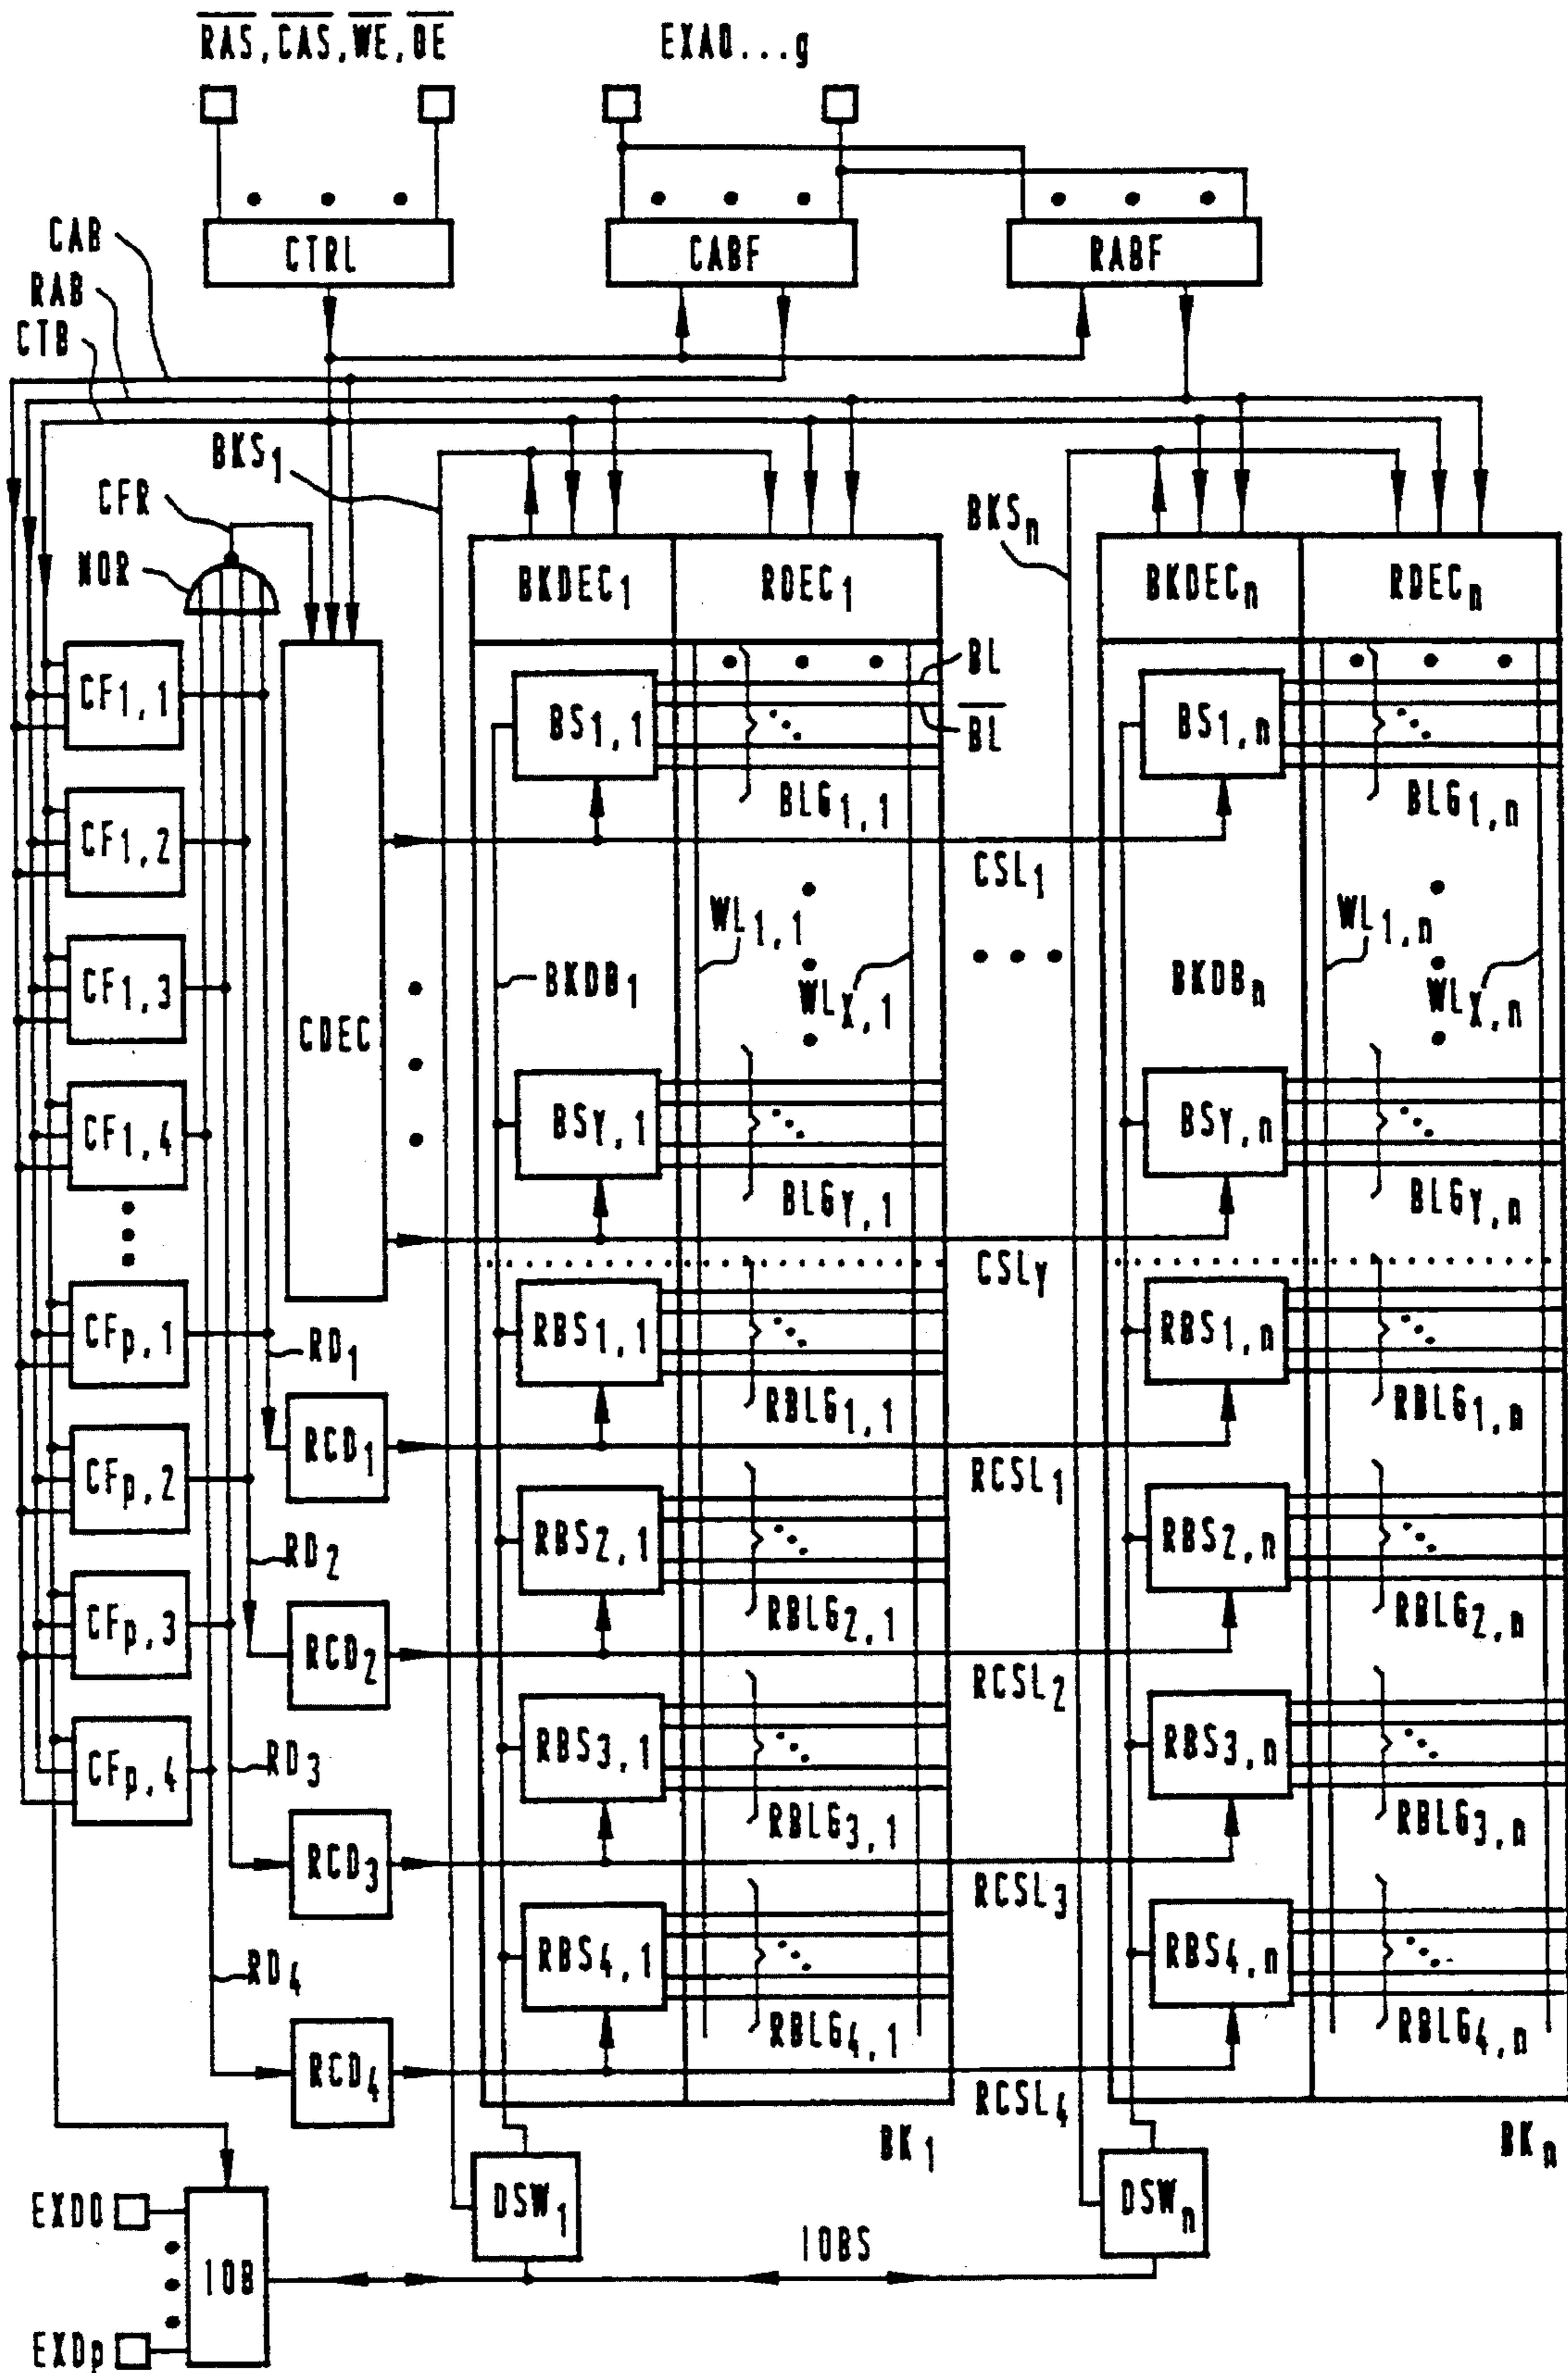 R̅A̅S̅, C̅A̅S̅, W̅E̅, O̅E̅
EXA0...g
CTRL
CABF
RABF
CAB
RAB
CTB
BKS1
CFR
NOR
BKSn
BKDEC1
RDEC1
BKDECn
RDECn
CF1,1
BS1,1
BL
B̅L̅
BLG1,1
BS1,n
BLG1,n
CF1,2
CSL1
CF1,3
CDEC
BKDB1
WL1,1
WLX,1
BKDBn
WL1,n
WLX,n
CF1,4
BSY,1
BLGY,1
BSY,n
BLGY,n
CSLY
CFp,1
RD1
RCD1
RBS1,1
RBLG1,1
RCSL1
RBS1,n
RBLG1,n
CFp,2
RD2
RCD2
RBS2,1
RBLG2,1
RCSL2
RBS2,n
RBLG2,n
CFp,3
CFp,4
RD3
RCD3
RBS3,1
RBLG3,1
RCSL3
RBS3,n
RBLG3,n
RD4
RCD4
RBS4,1
RBLG4,1
RCSL4
RBS4,n
RBLG4,n
BK1
BKn
EXD0
IOB
DSW1
IOBS
DSWn
EXDp